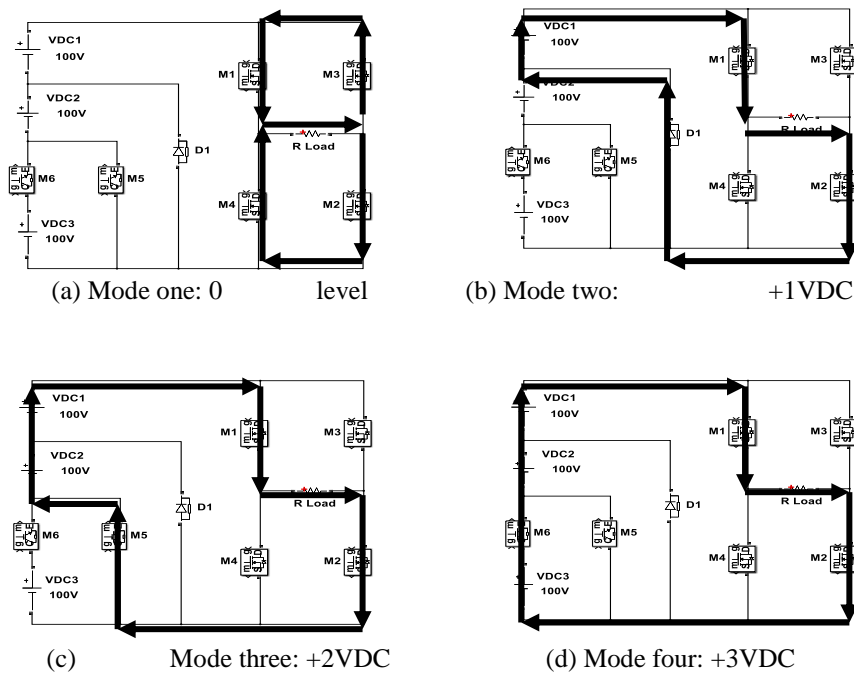 VDC1
100V
VDC2
100V
M6
M5
VDC3
100V
D1
M1
M3
R Load
M4
M2
(a) Mode one: 0 level
VDC1
100V
VDC2
100V
M6
M5
VDC3
100V
D1
M1
M3
R Load
M4
M2
(b) Mode two: +1VDC
VDC1
100V
VDC2
100V
M6
M5
VDC3
100V
D1
M1
M3
R Load
M4
M2
(c) Mode three: +2VDC
VDC1
100V
VDC2
100V
M6
M5
VDC3
100V
D1
M1
M3
R Load
M4
M2
(d) Mode four: +3VDC